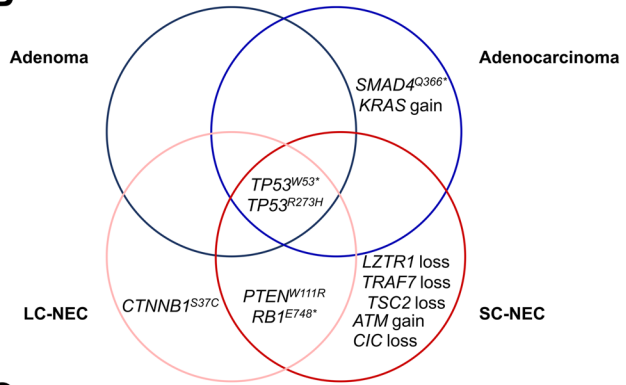 Adenoma
Adenocarcinoma
SMAD4Q366*
KRAS gain
TP53W53*
TP53R273H
LZTR1 loss
TRAF7 loss
TSC2 loss
ATM gain
CIC loss
CTNNB1S37C
PTENW111R
RB1E748*
LC-NEC
SC-NEC